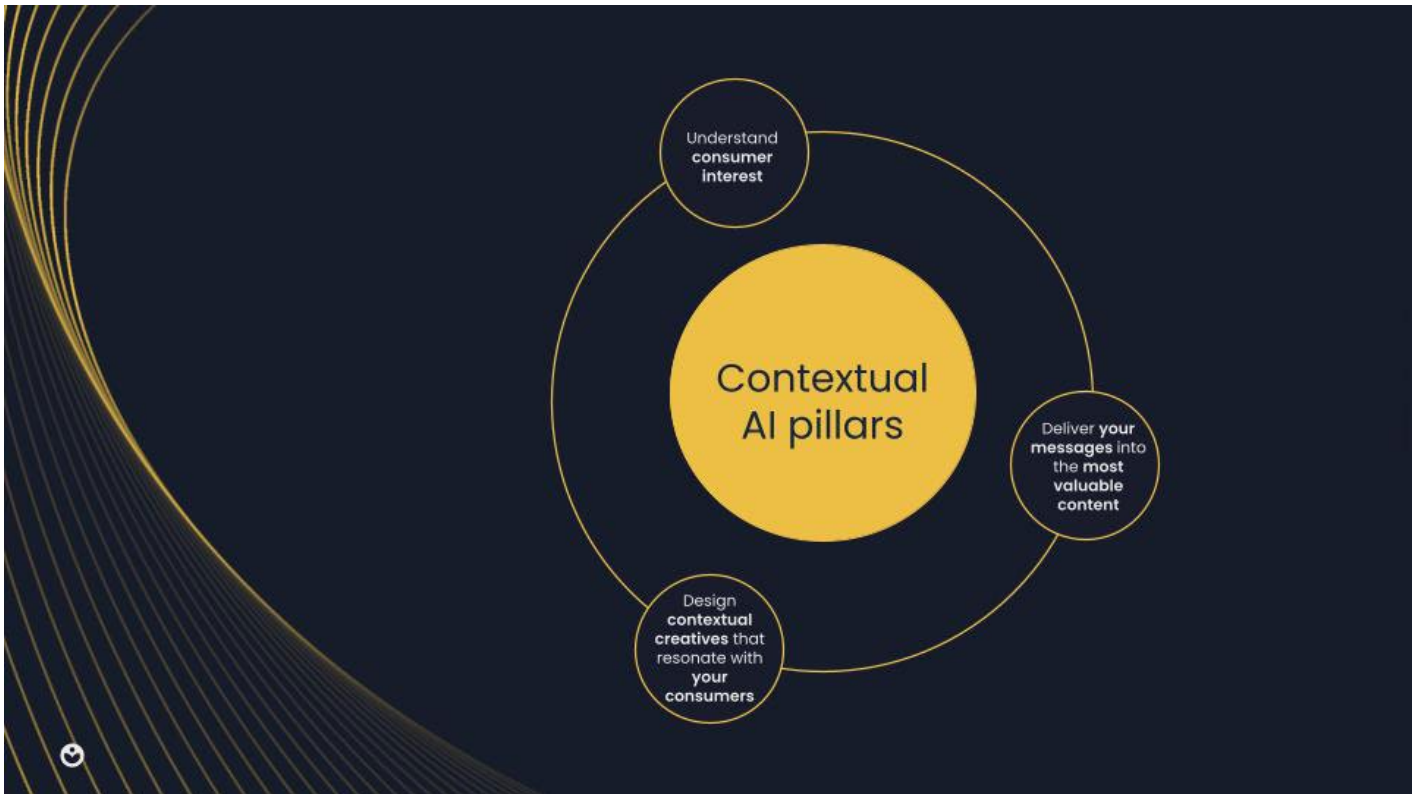 Understand
consumer
interest
Contextual
AI pillars
Deliver your
messages into
the most
valuable
content
Design
contextual
creatives that
resonate with
your
consumers